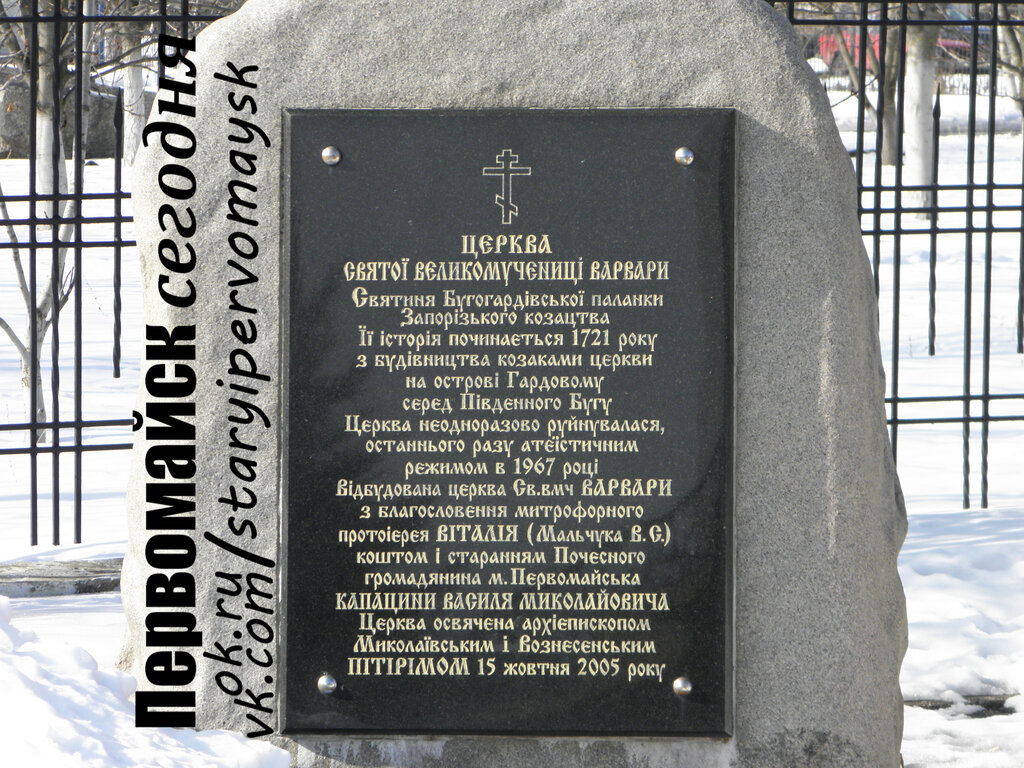 Первомайск сегодня
ok.ru
vk.com/staryipervomaysk
ЦЕРКВА
СВЯТОЇ ВЕЛИКОМУЧЕНИЦІ ВАРВАРИ
Святиня Бугогардівської паланки
Запорізького козацтва
Її історія починається 1721 року
з будівництва козаками церкви
на острові Гардовому
серед Південного Бугу
Церква неодноразово руйнувалася,
останнього разу атеїстичним
режимом в 1967 році
Відбудована церква Св.вмч ВАРВАРИ
з благословення митрофорного
протоієрея ВІТАЛІЯ (Мальчука В.С.)
коштом і старанням Почесного
громадянина м.Первомайська
КАПАЦИНИ ВАСИЛЯ МИКОЛАЙОВИЧА
Церква освячена архієпископом
Миколаївським і Вознесенським
ПІТІРІМОМ 15 жовтня 2005 року